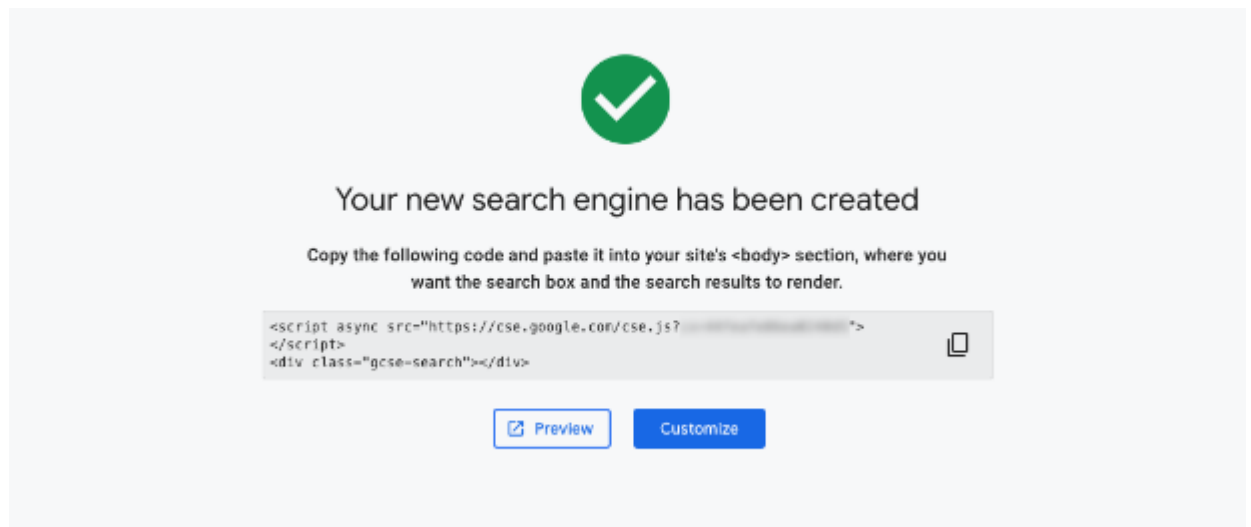 Your new search engine has been created
Copy the following code and paste it into your site's <body> section, where you
want the search box and the search results to render.
<script async src="https://cse.google.com/cse.js?">
</script>
<div class="gcse-search"></div>
Preview
Customize